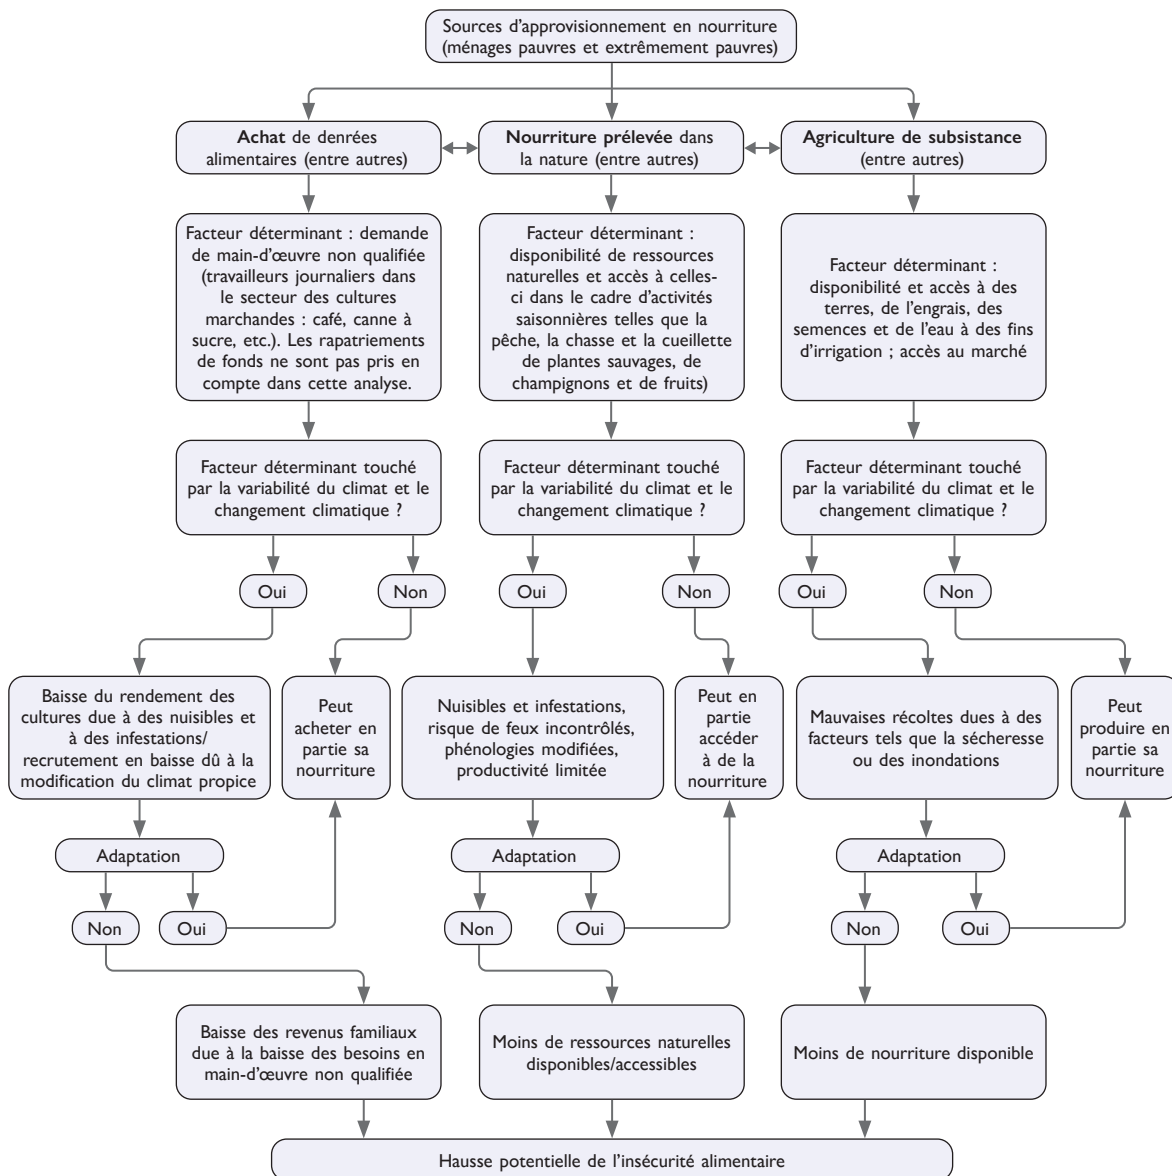 Sources d'approvisionnement en nourriture
(ménages pauvres et extrêmement pauvres)
Achat de denrées
alimentaires (entre autres)
Nourriture prélevée dans
la nature (entre autres)
Agriculture de subsistance
(entre autres)
Facteur déterminant : demande
de main-d'œuvre non qualifiée
(travailleurs journaliers dans
le secteur des cultures
marchandes : café, canne à
sucre, etc.). Les rapatriements
de fonds ne sont pas pris en
compte dans cette analyse.
Facteur déterminant :
disponibilité de ressources
naturelles et accès à celles-
ci dans le cadre d'activités
saisonnières telles que la
pêche, la chasse et la cueillette
de plantes sauvages, de
champignons et de fruits)
Facteur déterminant :
disponibilité et accès à des
terres, de l'engrais, des
semences et de l'eau à des fins
d'irrigation ; accès au marché
Facteur déterminant touché
par la variabilité du climat et le
changement climatique ?
Facteur déterminant touché
par la variabilité du climat et le
changement climatique ?
Facteur déterminant touché
par la variabilité du climat et le
changement climatique ?
Oui
Non
Oui
Non
Oui
Non
Baisse du rendement des
cultures due à des nuisibles et
à des infestations/
recrutement en baisse dû à la
modification du climat propice
Peut
acheter en
partie sa
nourriture
Nuisibles et infestations,
risque de feux incontrôlés,
phénologies modifiées,
productivité limitée
Peut en
partie
accéder
à de la
nourriture
Mauvaises récoltes dues à des
facteurs tels que la sécheresse
ou des inondations
Peut
produire en
partie sa
nourriture
Adaptation
Adaptation
Adaptation
Non
Oui
Non
Oui
Non
Oui
Baisse des revenus familiaux
due à la baisse des besoins en
main-d'œuvre non qualifiée
Moins de ressources naturelles
disponibles/accessibles
Moins de nourriture disponible
Hausse potentielle de l'insécurité alimentaire